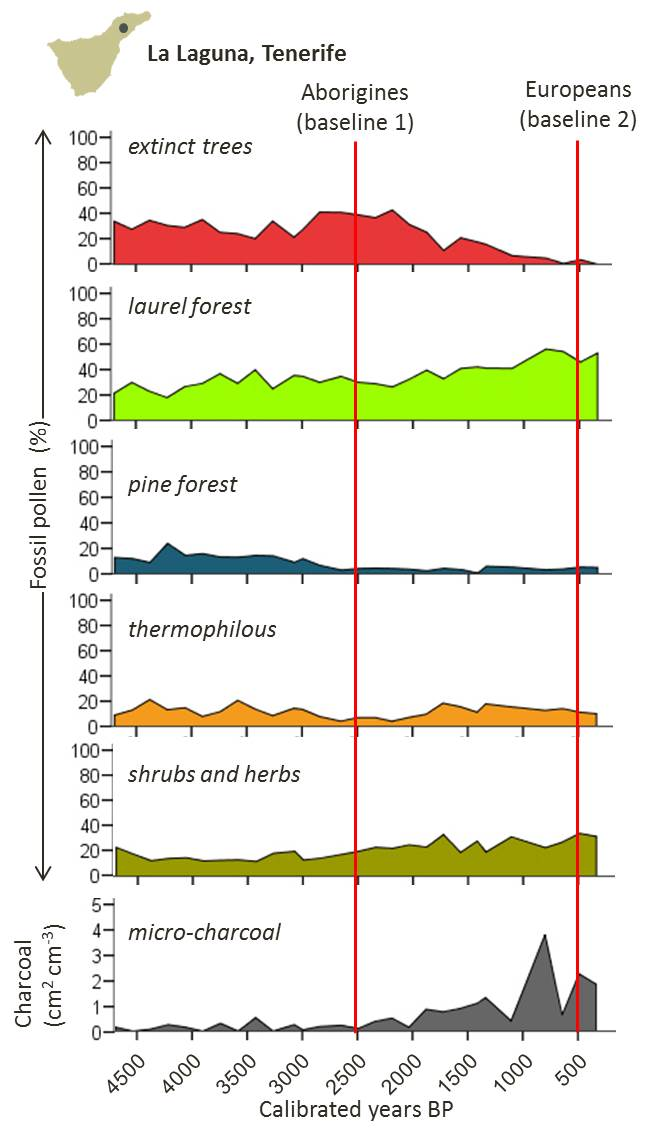 La Laguna, Tenerife
Aborigines
(baseline 1)
Europeans
(baseline 2)
Fossil pollen (%)
extinct trees
100
80
60
40
20
0
laurel forest
100
80
60
40
20
0
pine forest
100
80
60
40
20
0
thermophilous
100
80
60
40
20
0
shrubs and herbs
100
80
60
40
20
0
Charcoal
(cm² cm⁻³)
micro-charcoal
5
4
3
2
1
0
4500 4000 3500 3000 2500 2000 1500 1000 500
Calibrated years BP